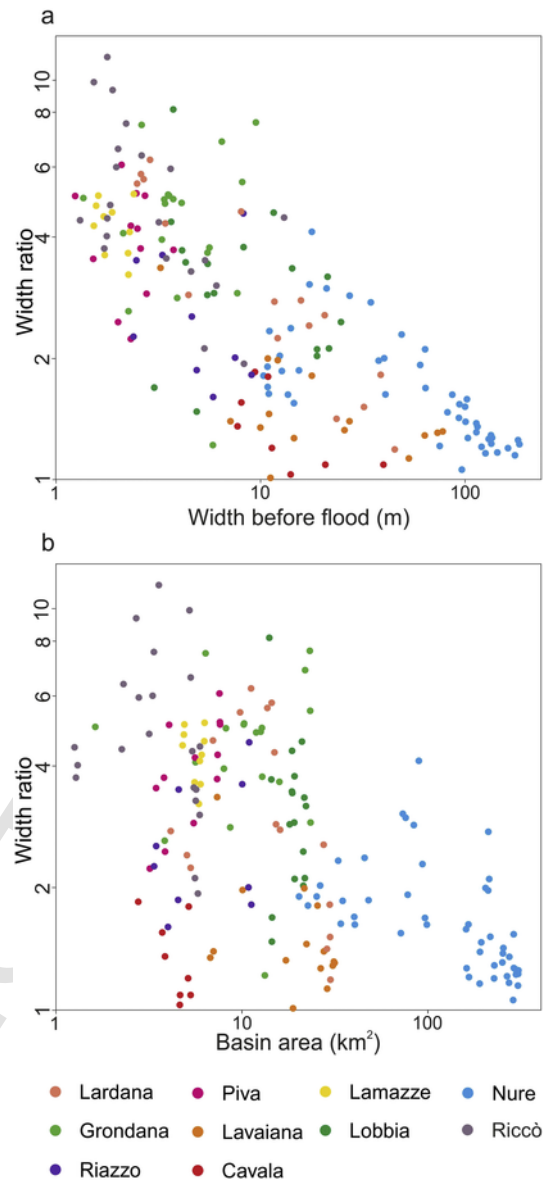 a
10
8
6
4
2
1
Width ratio
1 10 100
Width before flood (m)
b
10
8
6
4
2
1
Width ratio
1 10 100
Basin area (km²)
Lardana Piva Lamazze Nure
Grondana Lavaiana Lobbia Riccò
Riazzo Cavala